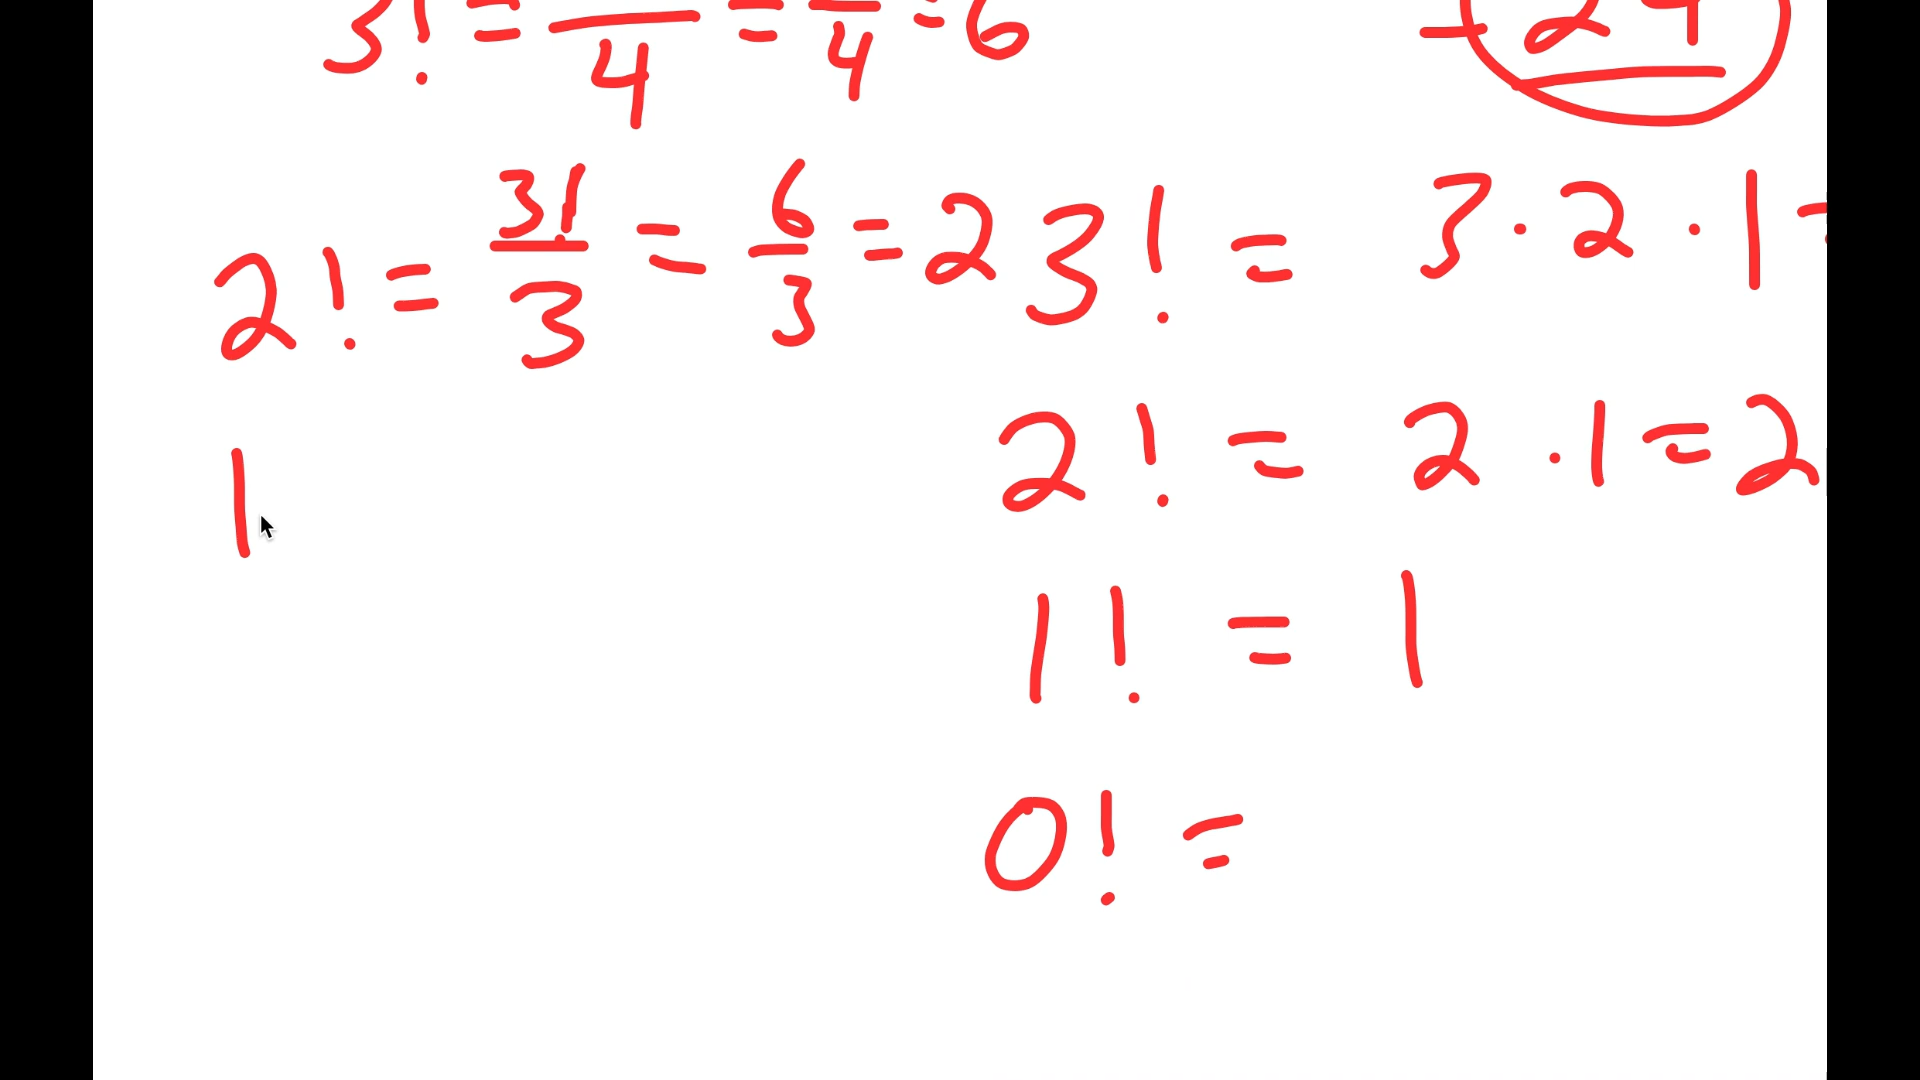 3! = /4 = /4 = 6
= 24
2! = 3!/3 = 6/3 = 2
3! = 3 · 2 · 1 =
1
2! = 2 · 1 = 2
1! = 1
0! =